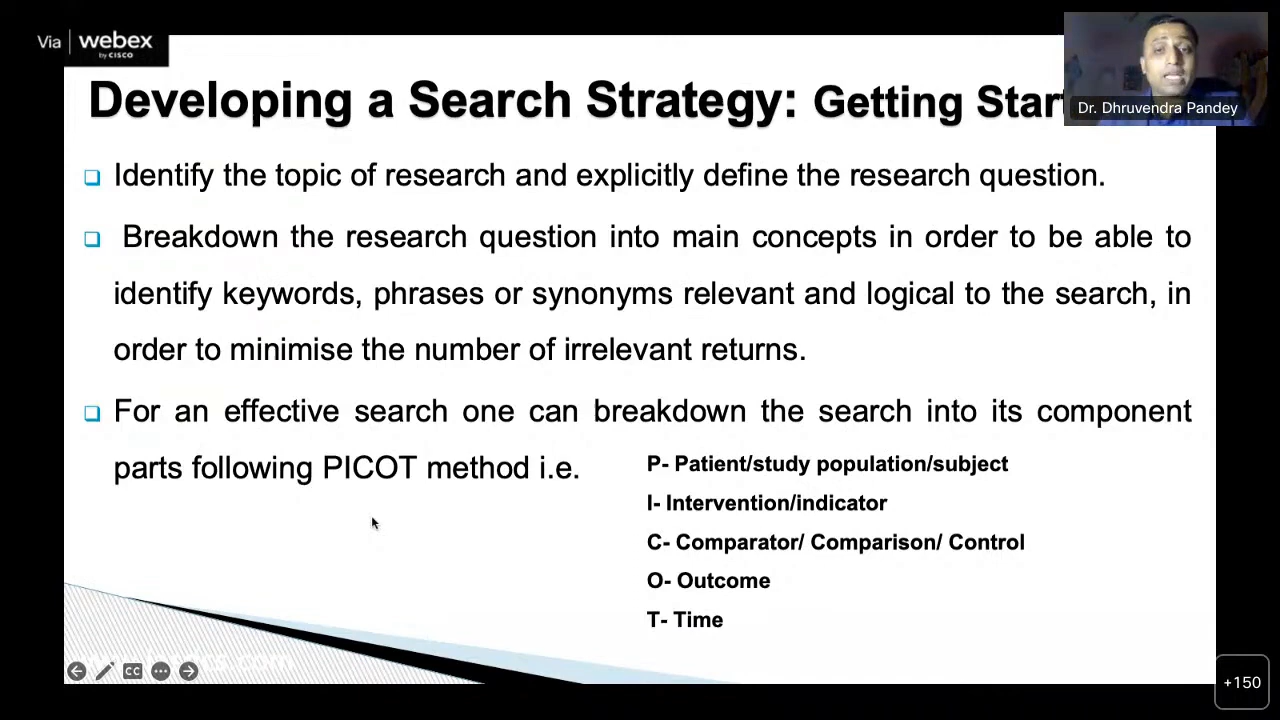 Via webex
by CISCO
Developing a Search Strategy: Getting Star
Dr. Dhruvendra Pandey
❑ Identify the topic of research and explicitly define the research question.
❑ Breakdown the research question into main concepts in order to be able to
identify keywords, phrases or synonyms relevant and logical to the search, in
order to minimise the number of irrelevant returns.
❑ For an effective search one can breakdown the search into its component
parts following PICOT method i.e.
P- Patient/study population/subject
I- Intervention/indicator
C- Comparator/ Comparison/ Control
O- Outcome
T- Time
CC
+150